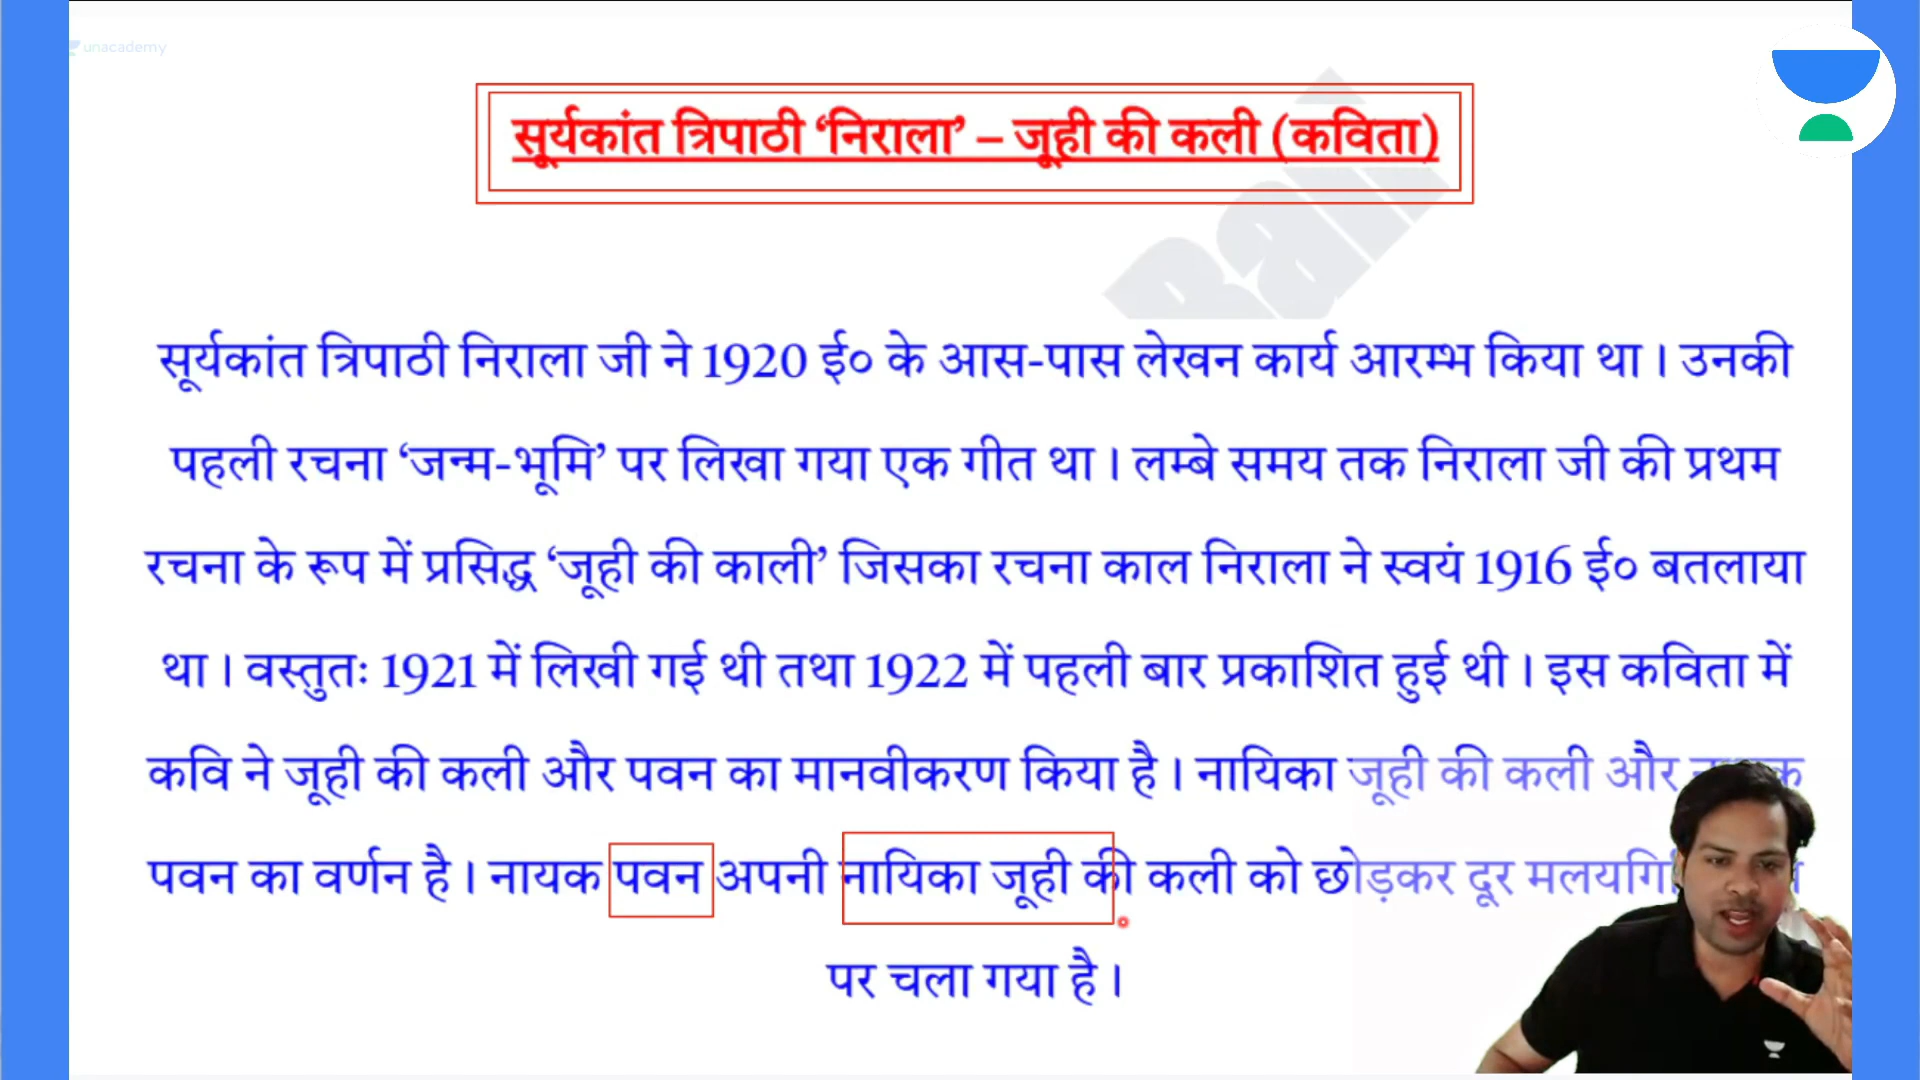 unacademy
सूर्यकांत त्रिपाठी ‘निराला’ – जूही की कली (कविता)
Rani
सूर्यकांत त्रिपाठी निराला जी ने 1920 ई० के आस-पास लेखन कार्य आरम्भ किया था । उनकी
पहली रचना ‘जन्म-भूमि’ पर लिखा गया एक गीत था । लम्बे समय तक निराला जी की प्रथम
रचना के रूप में प्रसिद्ध ‘जूही की काली’ जिसका रचना काल निराला ने स्वयं 1916 ई० बतलाया
था । वस्तुतः 1921 में लिखी गई थी तथा 1922 में पहली बार प्रकाशित हुई थी । इस कविता में
कवि ने जूही की कली और पवन का मानवीकरण किया है । नायिका जूही की कली और
पवन का वर्णन है । नायक पवन अपनी नायिका जूही की कली को छोड़कर दूर
पर चला गया है ।